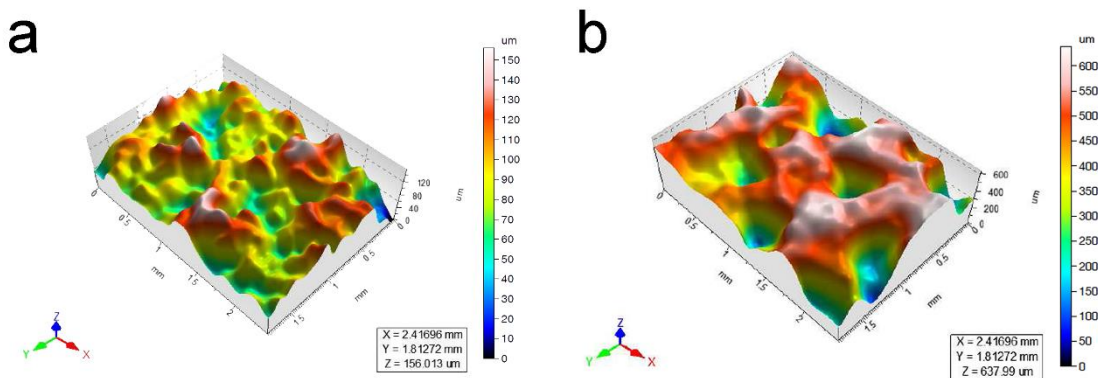 a
um
150
140
130
120
110
100
90
80
70
60
50
40
30
20
10
0
120
80
40
0
um
0
0.5
1
1.5
2
mm
0
0.5
1
1.5
mm
Z
Y
X
X = 2.41696 mm
Y = 1.81272 mm
Z = 156.013 um
b
um
600
550
500
450
400
350
300
250
200
150
100
50
0
600
400
200
0
um
0
0.5
1
1.5
2
mm
0
0.5
1
1.5
mm
Z
Y
X
X = 2.41696 mm
Y = 1.81272 mm
Z = 637.99 um